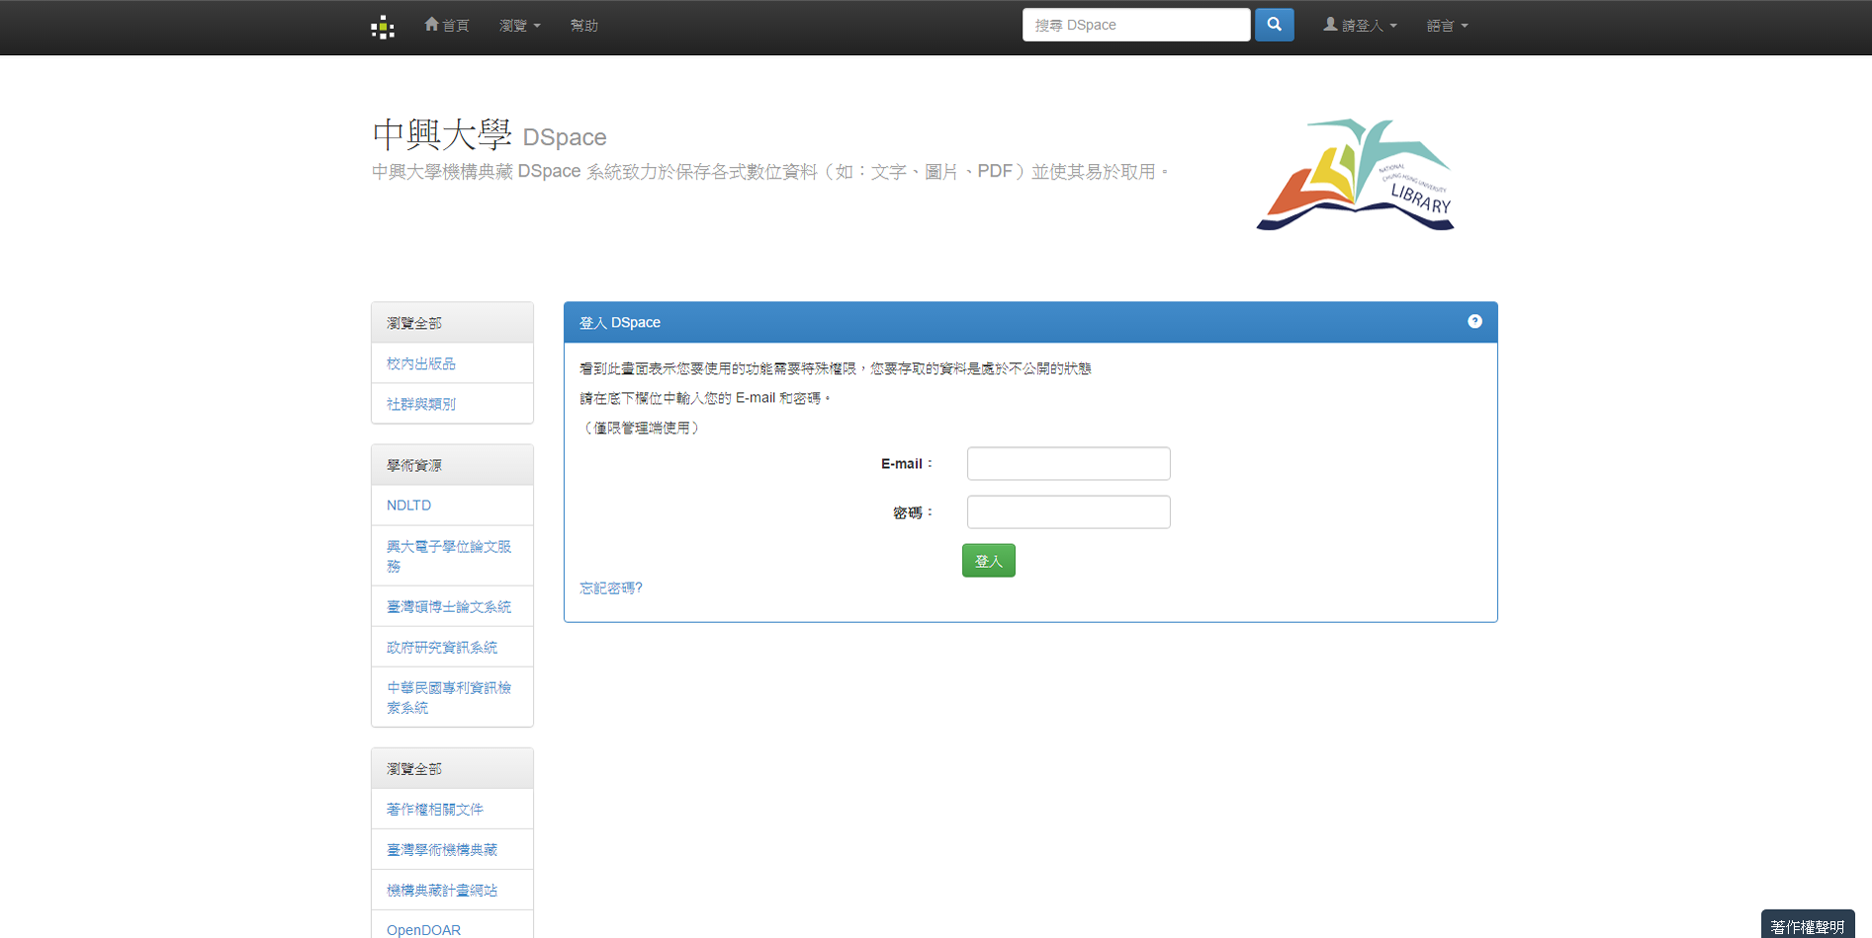 首頁 瀏覽 幫助 搜尋 DSpace 請登入 語言
中興大學 DSpace
中興大學機構典藏 DSpace 系統致力於保存各式數位資料（如：文字、圖片、PDF）並使其易於取用。
NATIONAL
CHUNG HSING UNIVERSITY
LIBRARY
瀏覽全部
校內出版品
社群與類別
學術資源
NDLTD
興大電子學位論文服
務
臺灣碩博士論文系統
政府研究資訊系統
中華民國專利資訊檢
索系統
瀏覽全部
著作權相關文件
臺灣學術機構典藏
機構典藏計畫網站
OpenDOAR
登入 DSpace
看到此畫面表示您要使用的功能需要特殊權限，您要存取的資料是處於不公開的狀態
請在底下欄位中輸入您的 E-mail 和密碼。
（僅限管理端使用）
E-mail：
密碼：
登入
忘記密碼?
著作權聲明